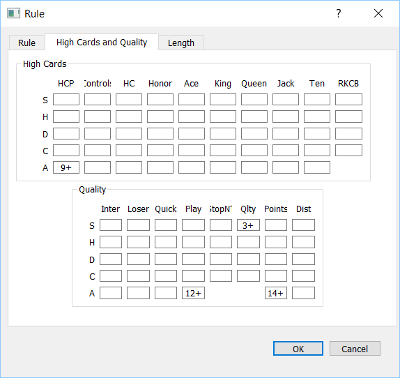 Rule
? ×
Rule High Cards and Quality Length
High Cards
HCP Controls HC Honor Ace King Queen Jack Ten RKCB
S
H
D
C
A 9+
Quality
Inter Loser Quick Play StopNT Qlty Points Dist
S 3+
H
D
C
A 12+ 14+
OK Cancel